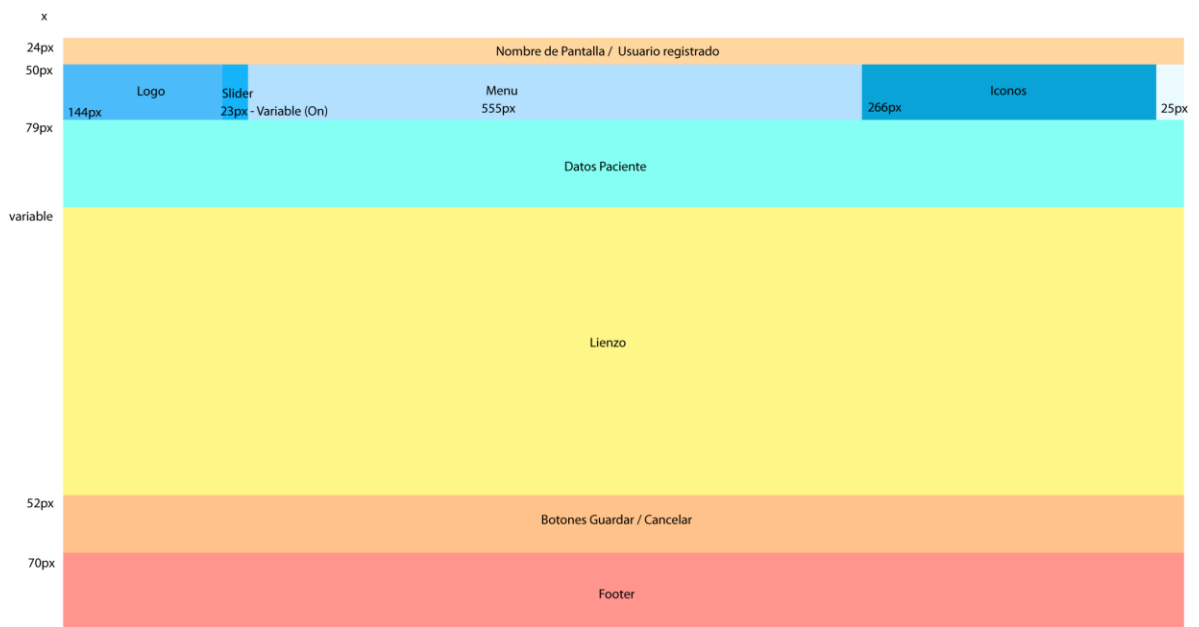 x
24px
Nombre de Pantalla / Usuario registrado
50px
Logo
Slider
Menu
Iconos
144px
23px - Variable (On)
555px
266px
25px
79px
Datos Paciente
variable
Lienzo
52px
Botones Guardar / Cancelar
70px
Footer